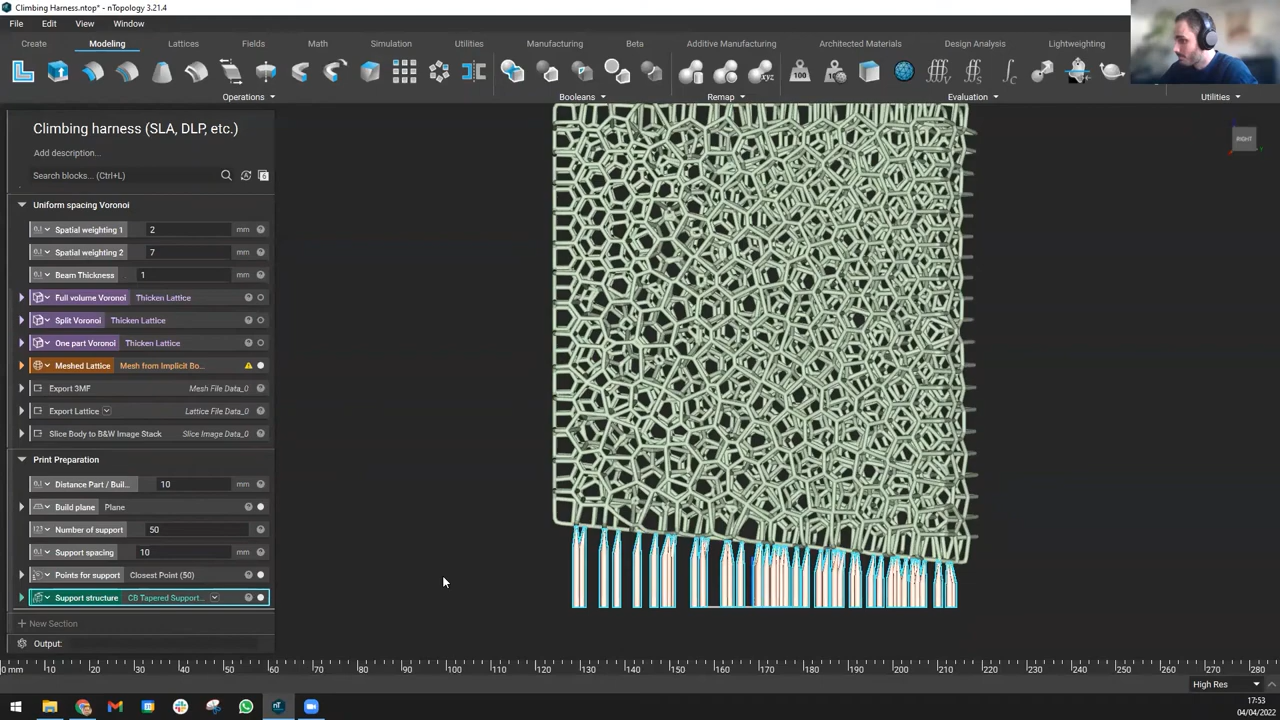 Climbing Harness.ntop* - nTopology 3.21.4
File Edit View Window
Create Modeling Lattices Fields Math Simulation Utilities Manufacturing Beta Additive Manufacturing Architected Materials Design Analysis Lightweighting
Operations Booleans Remap Evaluation Utilities
Climbing harness (SLA, DLP, etc.)
Add description...
Search blocks... (Ctrl+L)
Uniform spacing Voronoi
Spatial weighting 1 2 mm
Spatial weighting 2 7 mm
Beam Thickness 1 mm
Full volume Voronoi Thicken Lattice
Split Voronoi Thicken Lattice
One part Voronoi Thicken Lattice
Meshed Lattice Mesh from Implicit Bo...
Export 3MF Mesh File Data_0
Export Lattice Lattice File Data_0
Slice Body to B&W Image Stack Slice Image Data_0
Print Preparation
Distance Part / Buil... 10 mm
Build plane Plane
Number of support 50
Support spacing 10 mm
Points for support Closest Point (50)
Support structure CB Tapered Support...
New Section
Output:
RIGHT
0 mm 10 20 30 40 50 60 70 80 90 100 110 120 130 140 150 160 170 180 190 200 210 220 230 240 250 260 270 280
High Res
17:53
04/04/2022